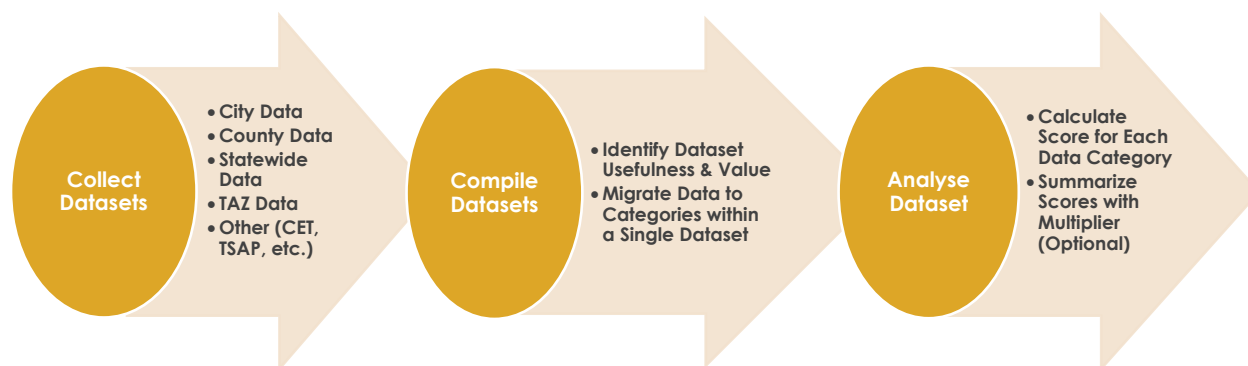 Collect
Datasets
• City Data
• County Data
• Statewide
Data
• TAZ Data
• Other (CET,
TSAP, etc.)
Compile
Datasets
• Identify Dataset
Usefulness & Value
• Migrate Data to
Categories within
a Single Dataset
Analyse
Dataset
• Calculate
Score for Each
Data Category
• Summarize
Scores with
Multiplier
(Optional)